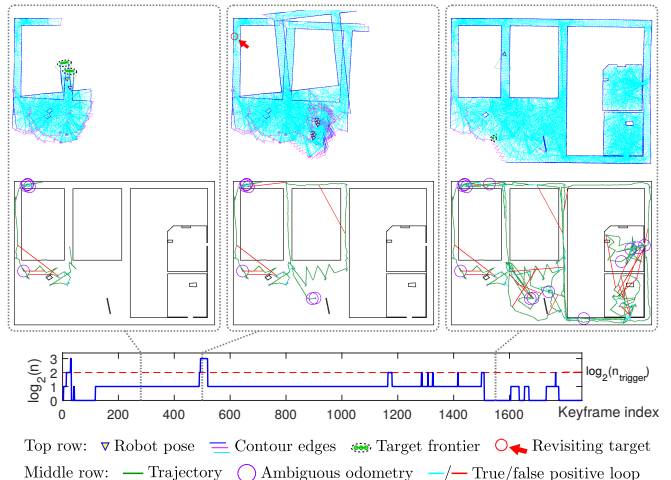 3
2
1
0
log2(n)
log2(ntrigger)
0 200 400 600 800 1000 1200 1400 1600 Keyframe index
Top row: Robot pose Contour edges Target frontier Revisiting target
Middle row: Trajectory Ambiguous odometry / True/false positive loop